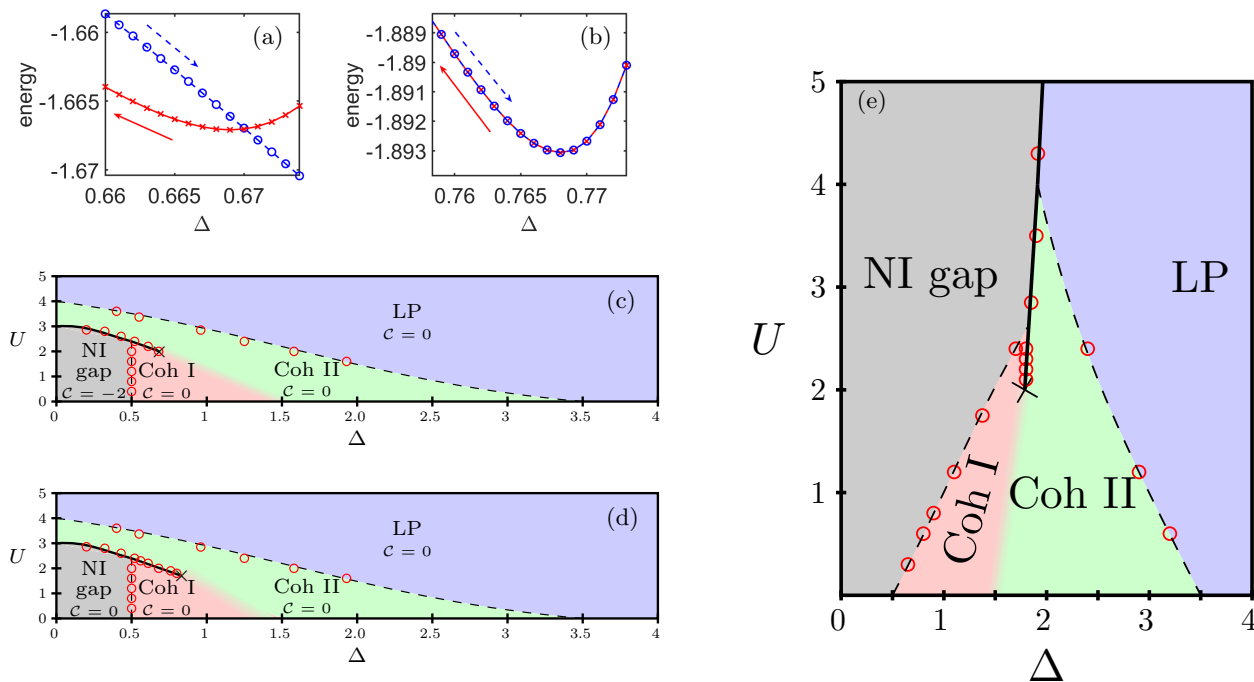 (a)
energy
-1.66
-1.665
-1.67
0.66
0.665
0.67
Δ
(b)
energy
-1.889
-1.89
-1.891
-1.892
-1.893
0.76
0.765
0.77
Δ
(c)
U
5
4
3
2
1
0
LP
𝒞 = 0
NI
gap
𝒞 = −2
Coh I
𝒞 = 0
Coh II
𝒞 = 0
0 0.5 1 1.5 2.0 2.5 3 3.5 4
Δ
(d)
U
5
4
3
2
1
0
LP
𝒞 = 0
NI
gap
𝒞 = 0
Coh I
𝒞 = 0
Coh II
𝒞 = 0
0 0.5 1 1.5 2.0 2.5 3 3.5 4
Δ
(e)
U
5
4
3
2
1
NI gap
LP
Coh I
Coh II
0 1 2 3 4
Δ